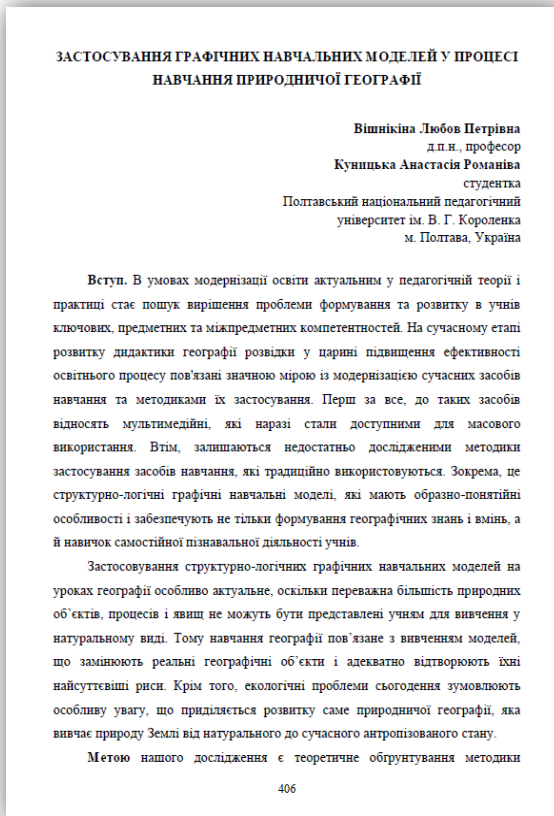 ЗАСТОСУВАННЯ ГРАФІЧНИХ НАВЧАЛЬНИХ МОДЕЛЕЙ У ПРОЦЕСІ
НАВЧАННЯ ПРИРОДНИЧОЇ ГЕОГРАФІЇ
Вішнікіна Любов Петрівна
д.п.н., професор
Куницька Анастасія Романіва
студентка
Полтавський національний педагогічний
університет ім. В. Г. Короленка
м. Полтава, Україна
Вступ. В умовах модернізації освіти актуальним у педагогічній теорії і
практиці стає пошук вирішення проблеми формування та розвитку в учнів
ключових, предметних та міжпредметних компетентностей. На сучасному етапі
розвитку дидактики географії розвідки у царині підвищення ефективності
освітнього процесу пов'язані значною мірою із модернізацією сучасних засобів
навчання та методиками їх застосування. Перш за все, до таких засобів
відносять мультимедійні, які наразі стали доступними для масового
використання. Втім, залишаються недостатньо дослідженими методики
застосування засобів навчання, які традиційно використовуються. Зокрема, це
структурно-логічні графічні навчальні моделі, які мають образно-понятійні
особливості і забезпечують не тільки формування географічних знань і вмінь, а
й навичок самостійної пізнавальної діяльності учнів.
Застосовування структурно-логічних графічних навчальних моделей на
уроках географії особливо актуальне, оскільки переважна більшість природних
об’єктів, процесів і явищ не можуть бути представлені учням для вивчення у
натуральному виді. Тому навчання географії пов’язане з вивченням моделей,
що замінюють реальні географічні об’єкти і адекватно відтворюють їхні
найсуттєвіші риси. Крім того, екологічні проблеми сьогодення зумовлюють
особливу увагу, що приділяється розвитку саме природничої географії, яка
вивчає природу Землі від натурального до сучасного антропізованого стану.
Метою нашого дослідження є теоретичне обґрунтування методики
406